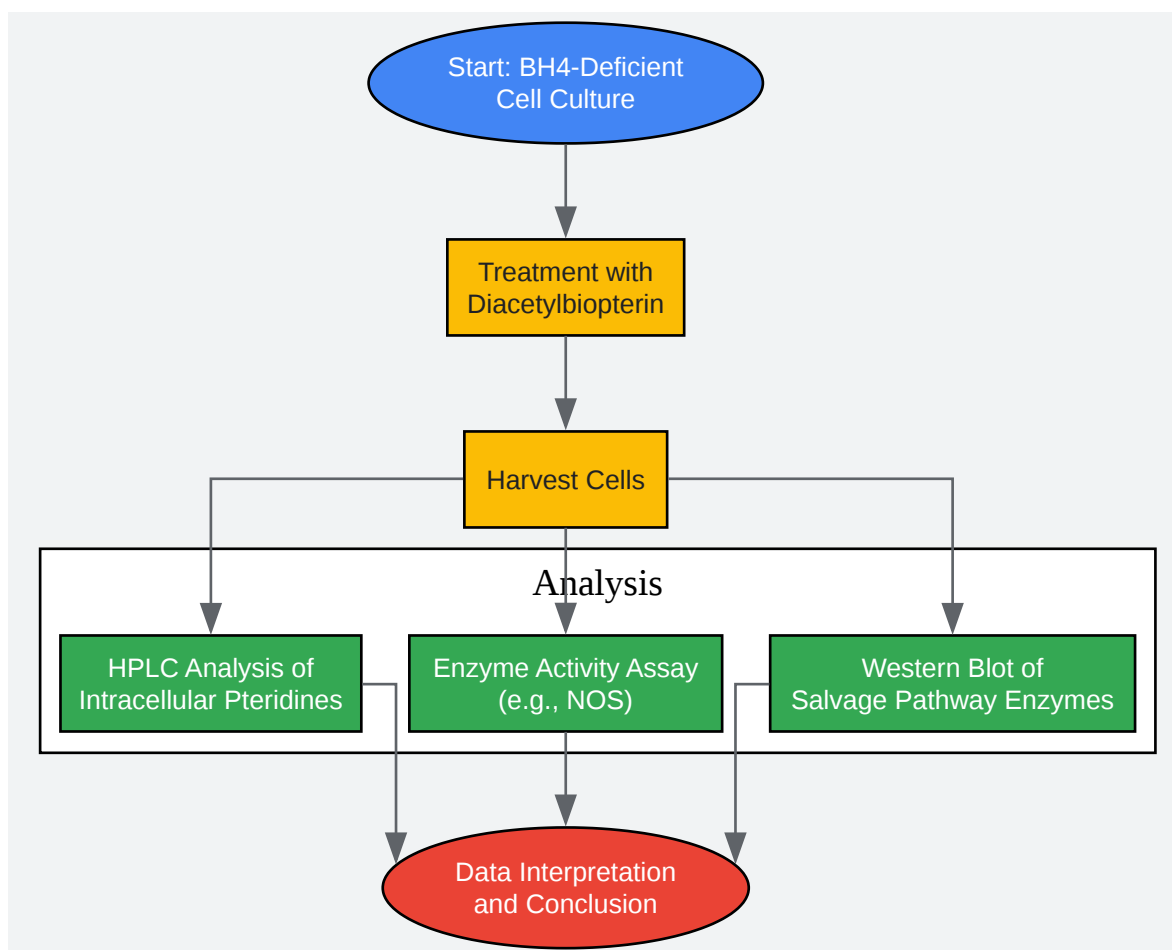 Start: BH4-Deficient
Cell Culture
Treatment with
Diacetylbiopterin
Harvest Cells
Analysis
HPLC Analysis of
Intracellular Pteridines
Enzyme Activity Assay
(e.g., NOS)
Western Blot of
Salvage Pathway Enzymes
Data Interpretation
and Conclusion